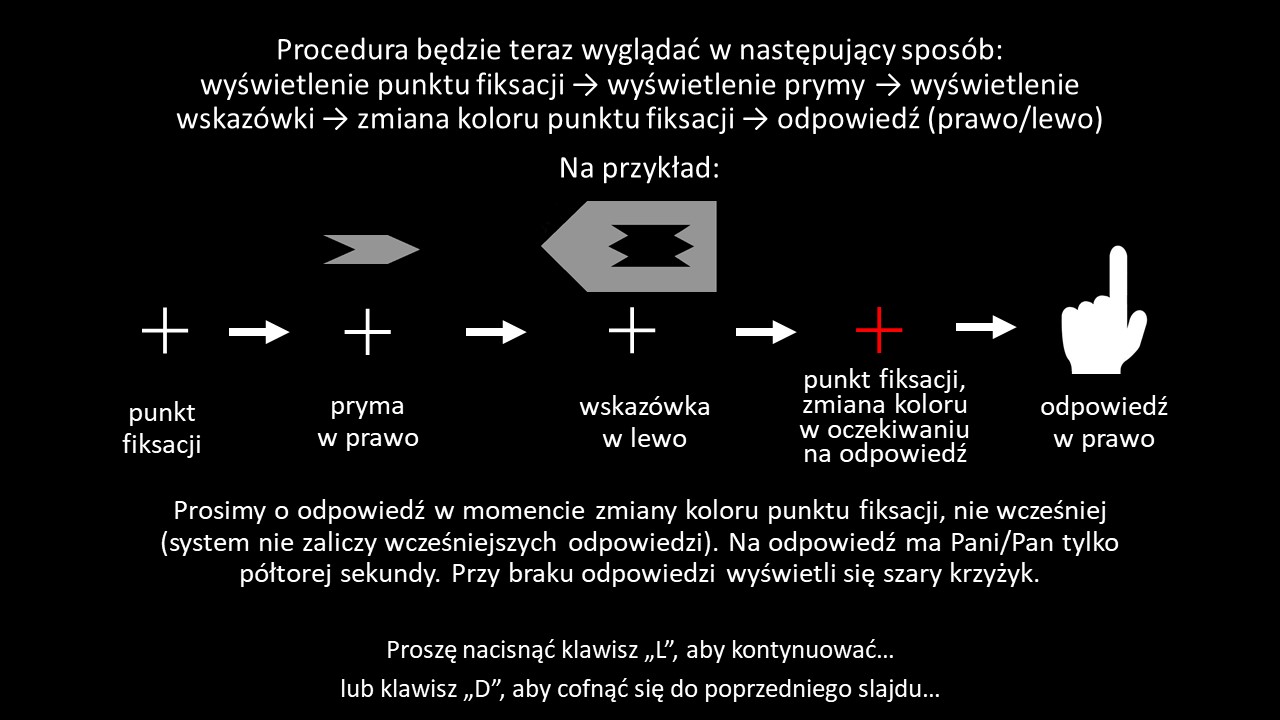 Procedura będzie teraz wyglądać w następujący sposób:
wyświetlenie punktu fiksacji → wyświetlenie prymy → wyświetlenie
wskazówki → zmiana koloru punktu fiksacji → odpowiedź (prawo/lewo)
Na przykład:
punkt
fiksacji
pryma
w prawo
wskazówka
w lewo
punkt fiksacji,
zmiana koloru
w oczekiwaniu
na odpowiedź
odpowiedź
w prawo
Prosimy o odpowiedź w momencie zmiany koloru punktu fiksacji, nie wcześniej
(system nie zaliczy wcześniejszych odpowiedzi). Na odpowiedź ma Pani/Pan tylko
półtorej sekundy. Przy braku odpowiedzi wyświetli się szary krzyżyk.
Proszę nacisnąć klawisz „L”, aby kontynuować…
lub klawisz „D”, aby cofnąć się do poprzedniego slajdu…